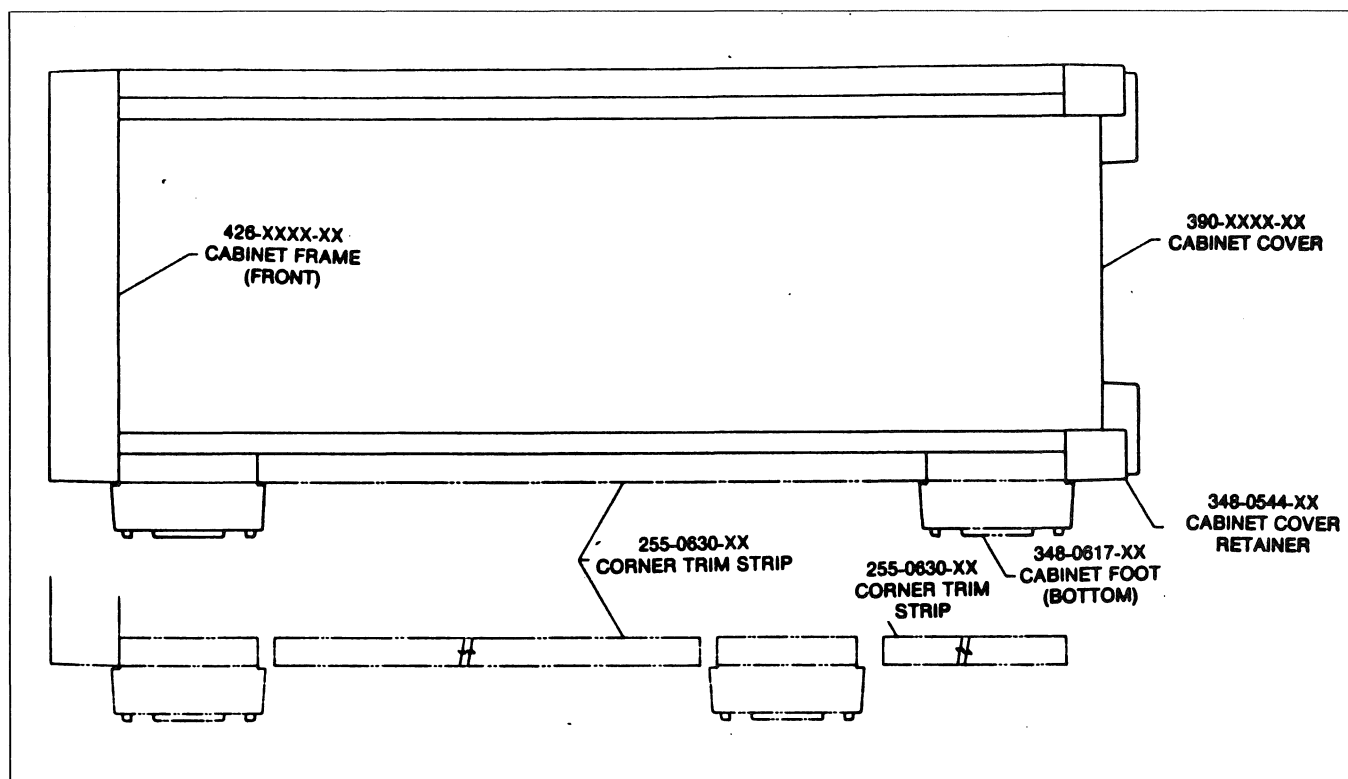 426-XXXX-XX
CABINET FRAME
(FRONT)
390-XXXX-XX
CABINET COVER
348-0544-XX
CABINET COVER
RETAINER
255-0630-XX
CORNER TRIM STRIP
348-0617-XX
CABINET FOOT
(BOTTOM)
255-0630-XX
CORNER TRIM
STRIP